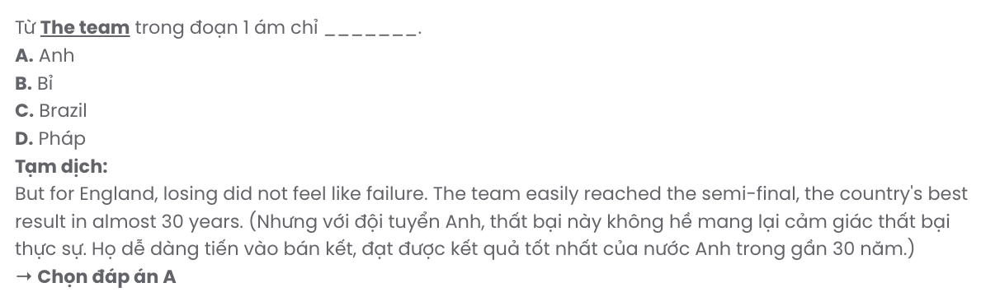 Từ The team trong đoạn 1 ám chỉ _______.
A. Anh
B. Bỉ
C. Brazil
D. Pháp
Tạm dịch:
But for England, losing did not feel like failure. The team easily reached the semi-final, the country's best
result in almost 30 years. (Nhưng với đội tuyển Anh, thất bại này không hề mang lại cảm giác thất bại
thực sự. Họ dễ dàng tiến vào bán kết, đạt được kết quả tốt nhất của nước Anh trong gần 30 năm.)
→ Chọn đáp án A